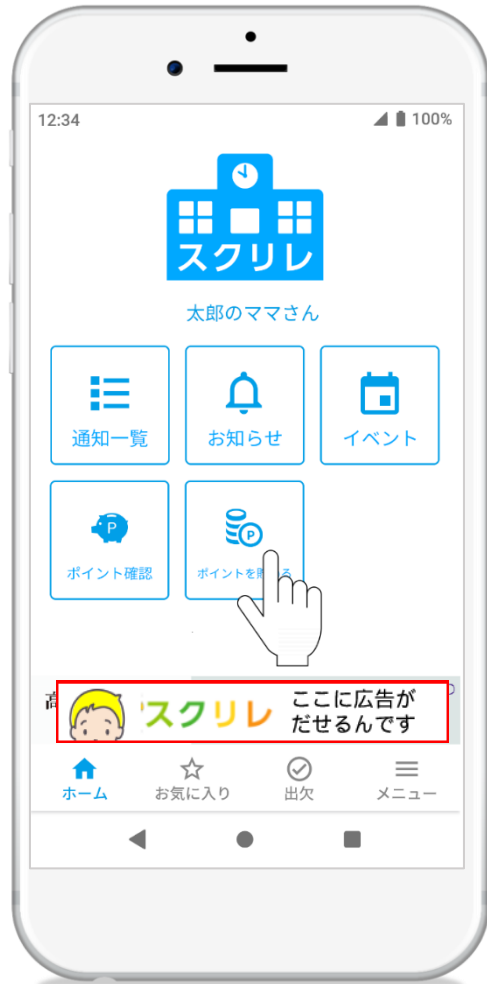 12:34
100%
スクリレ
太郎のママさん
通知一覧
お知らせ
イベント
P
P
ポイント確認
ポイントを
る
スクリレ
ここに広告が
だせるんです
ホーム
お気に入り
出欠
メニュー